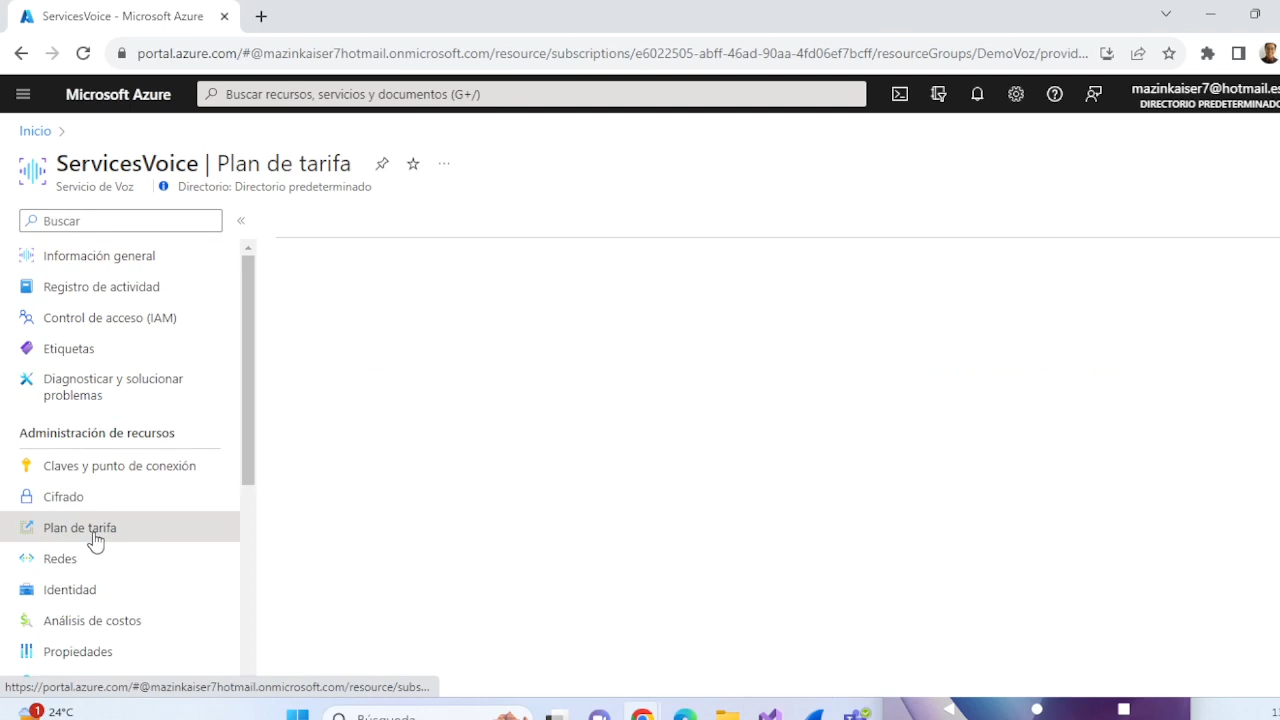 ServicesVoice - Microsoft Azure
portal.azure.com/#@mazinkaiser7hotmail.onmicrosoft.com/resource/subscriptions/e6022505-abff-46ad-90aa-4fd06ef7bcff/resourceGroups/DemoVoz/provid...
Microsoft Azure
Buscar recursos, servicios y documentos (G+/)
mazinkaiser7@hotmail.es
DIRECTORIO PREDETERMINADO
Inicio
ServicesVoice | Plan de tarifa
Servicio de Voz
Directorio: Directorio predeterminado
Buscar
Información general
Registro de actividad
Control de acceso (IAM)
Etiquetas
Diagnosticar y solucionar
problemas
Administración de recursos
Claves y punto de conexión
Cifrado
Plan de tarifa
Redes
Identidad
Análisis de costos
Propiedades
https://portal.azure.com/#@mazinkaiser7hotmail.onmicrosoft.com/resource/subs...
1
24°C
Búsqueda